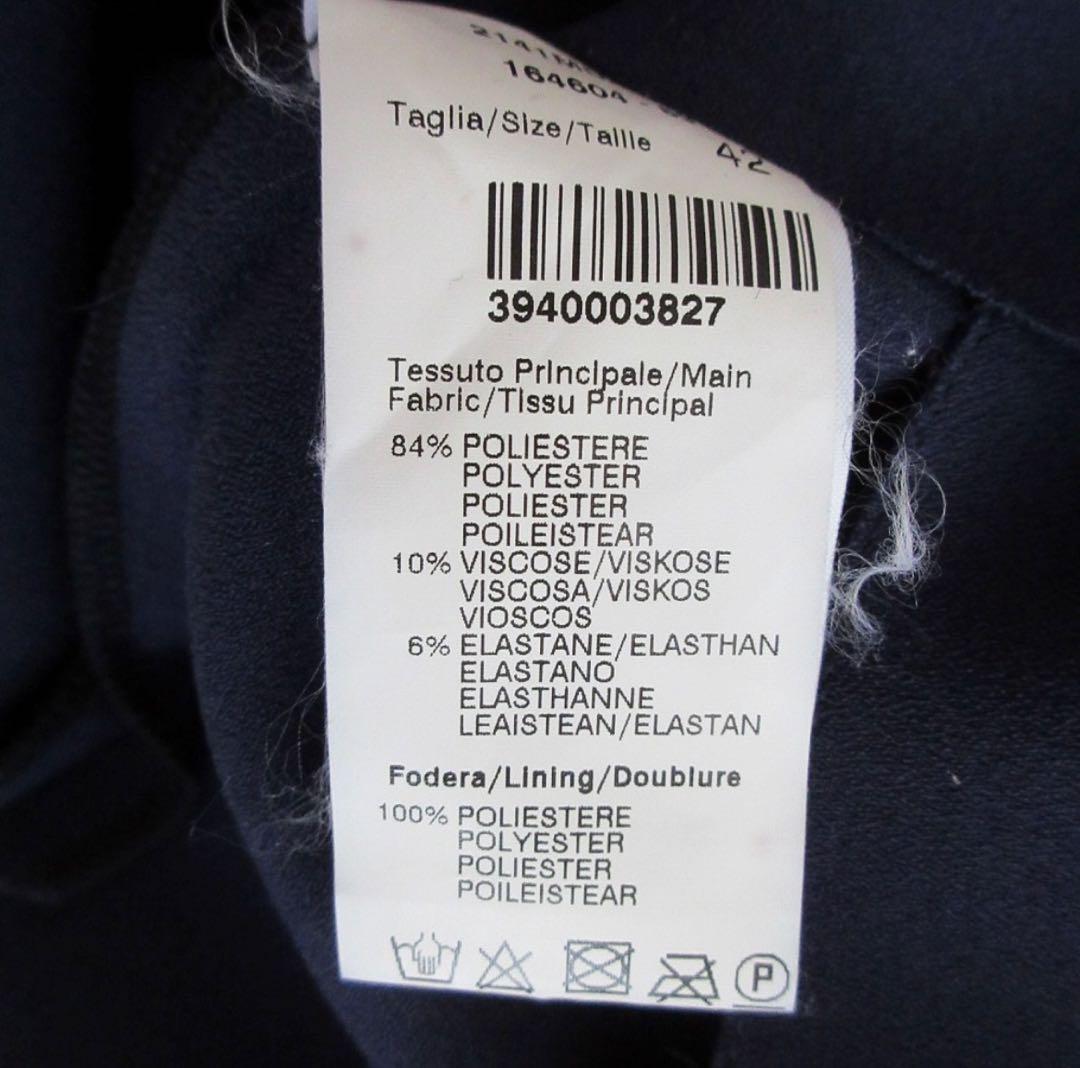 164604
Taglia/Size/Taille 42
3940003827
Tessuto Principale/Main
Fabric/Tissu Principal
84% POLIESTERE
POLYESTER
POLIESTER
POILEISTEAR
10% VISCOSE/VISKOSE
VISCOSA/VISKOS
VIOSCOS
6% ELASTANE/ELASTHAN
ELASTANO
ELASTHANNE
LEAISTEAN/ELASTAN
Fodera/Lining/Doublure
100% POLIESTERE
POLYESTER
POLIESTER
POILEISTEAR
P